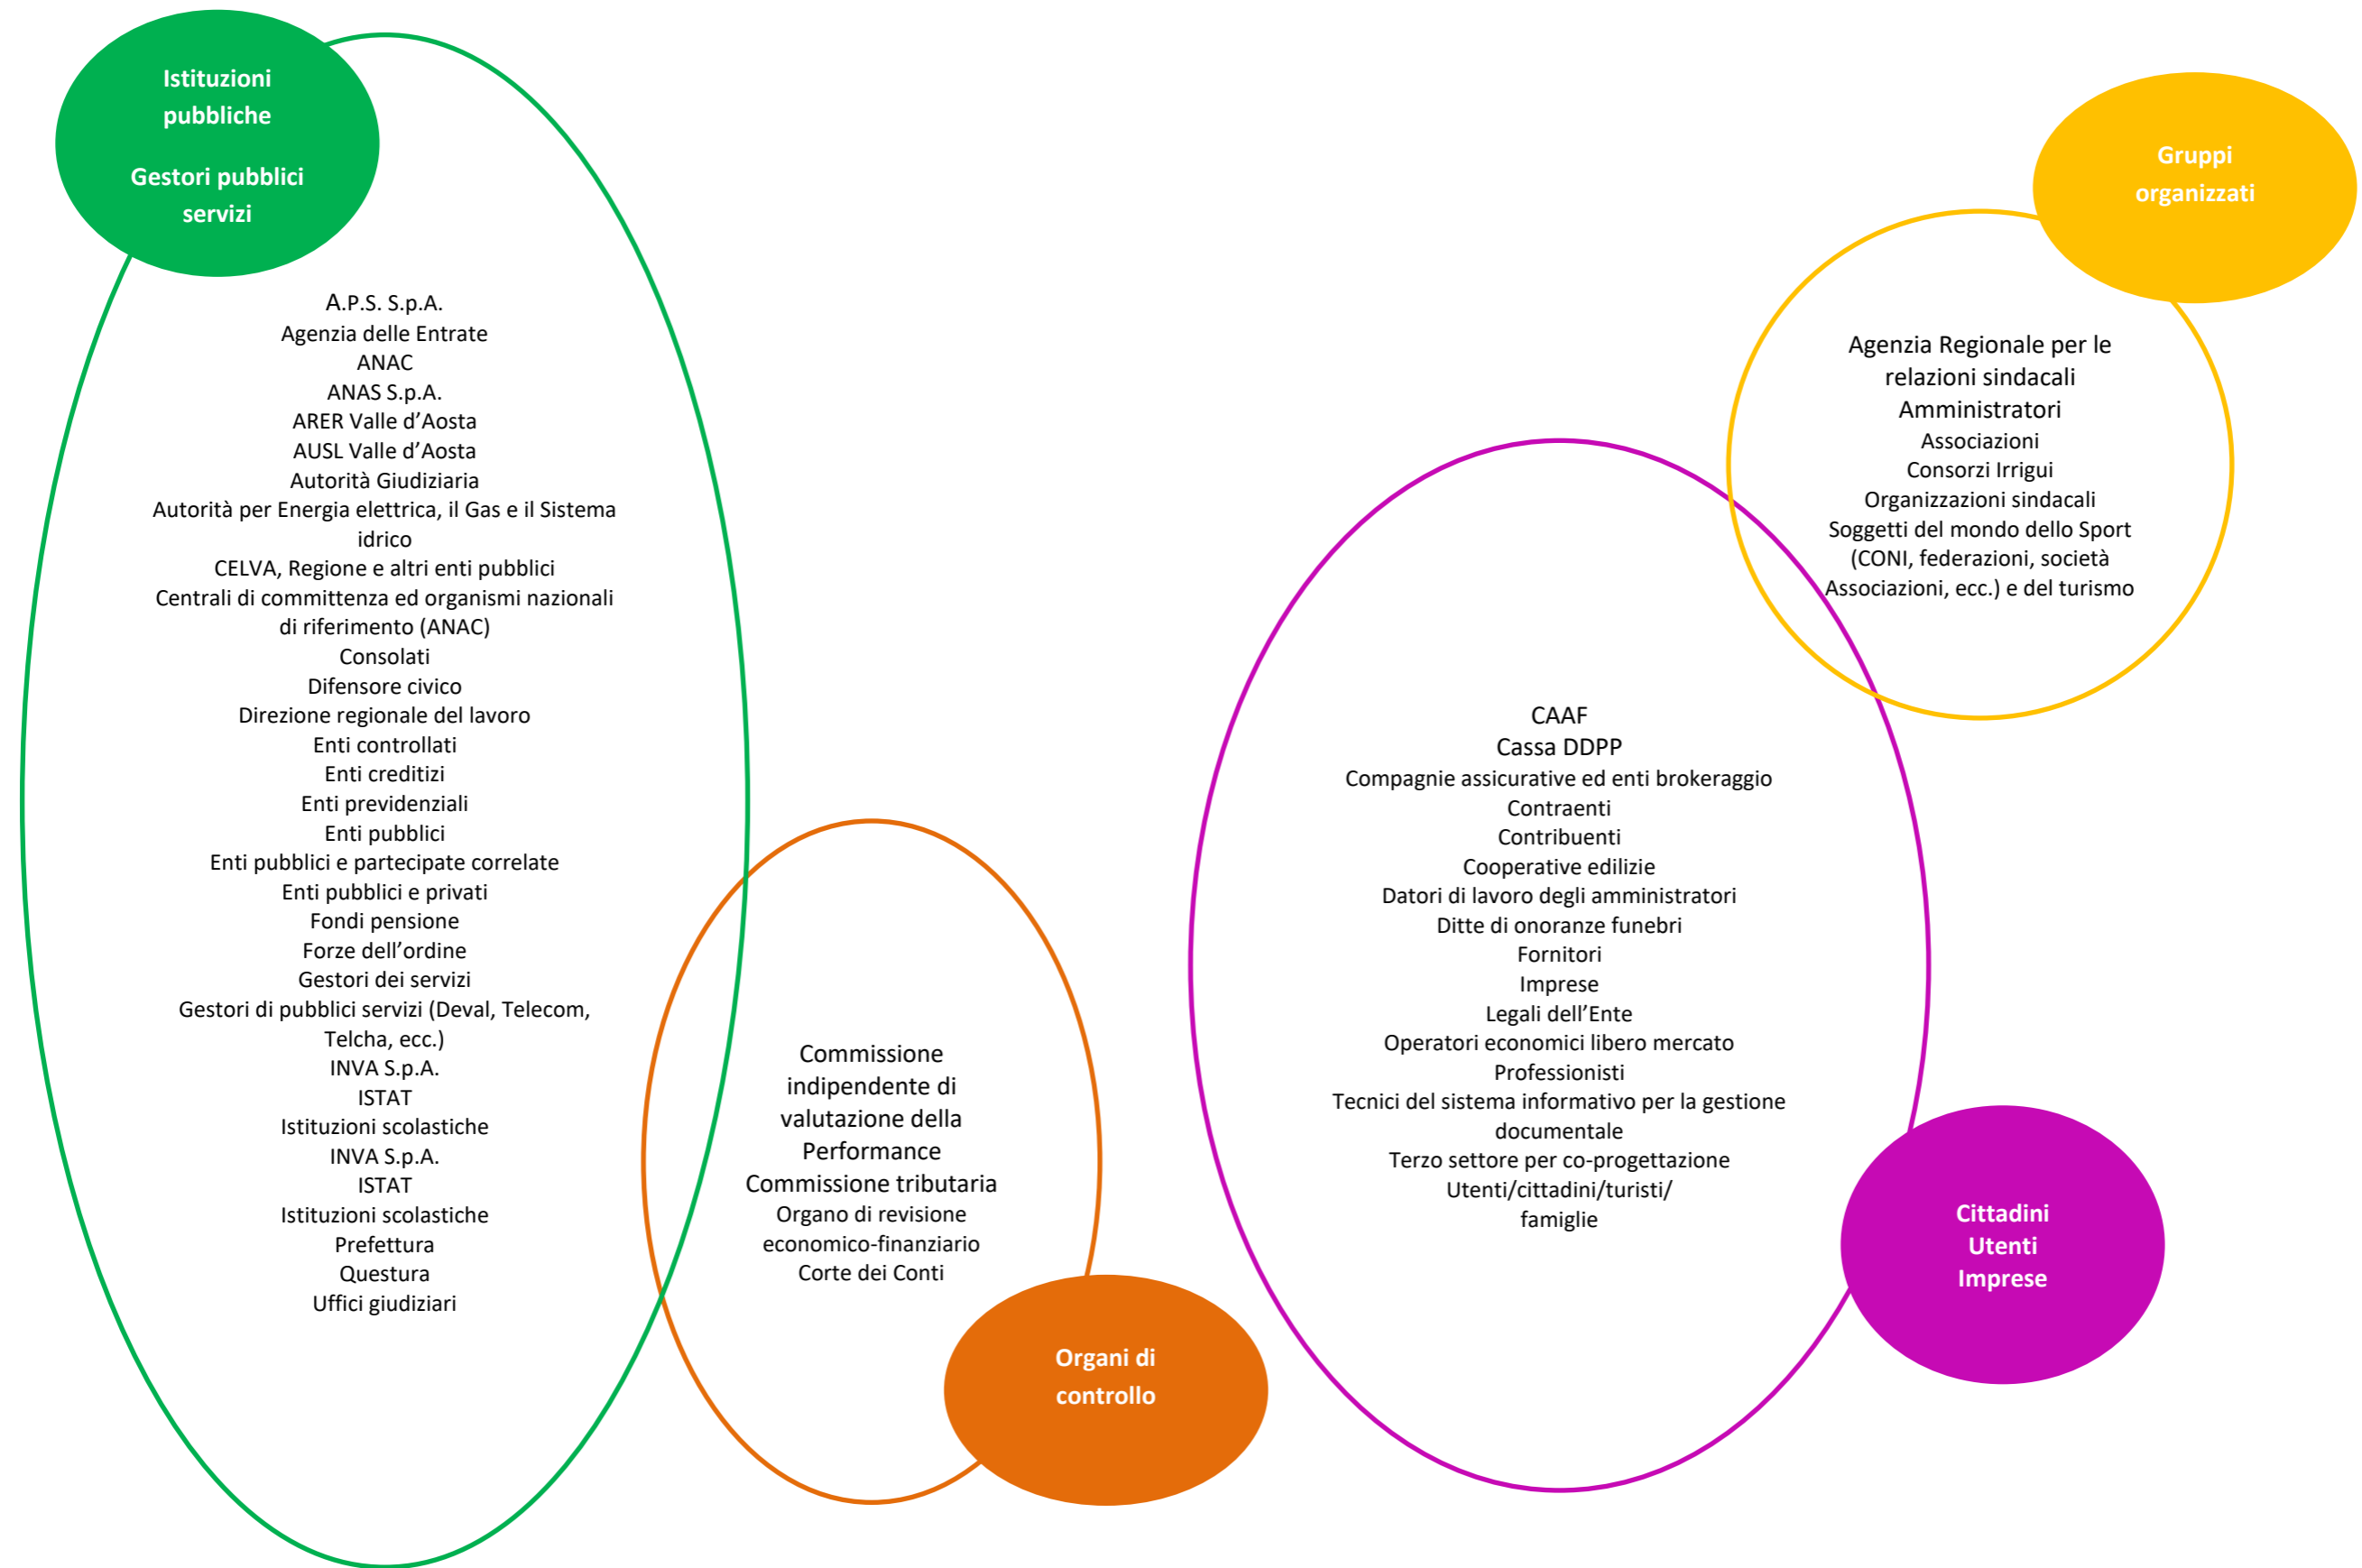 Istituzioni
pubbliche
Gestori pubblici
servizi
A.P.S. S.p.A.
Agenzia delle Entrate
ANAC
ANAS S.p.A.
ARER Valle d’Aosta
AUSL Valle d’Aosta
Autorità Giudiziaria
Autorità per Energia elettrica, il Gas e il Sistema
idrico
CELVA, Regione e altri enti pubblici
Centrali di committenza ed organismi nazionali
di riferimento (ANAC)
Consolati
Difensore civico
Direzione regionale del lavoro
Enti controllati
Enti creditizi
Enti previdenziali
Enti pubblici
Enti pubblici e partecipate correlate
Enti pubblici e privati
Fondi pensione
Forze dell’ordine
Gestori dei servizi
Gestori di pubblici servizi (Deval, Telecom,
Telcha, ecc.)
INVA S.p.A.
ISTAT
Istituzioni scolastiche
INVA S.p.A.
ISTAT
Istituzioni scolastiche
Prefettura
Questura
Uffici giudiziari
Commissione
indipendente di
valutazione della
Performance
Commissione tributaria
Organo di revisione
economico-finanziario
Corte dei Conti
Organi di
controllo
Gruppi
organizzati
Agenzia Regionale per le
relazioni sindacali
Amministratori
Associazioni
Consorzi Irrigui
Organizzazioni sindacali
Soggetti del mondo dello Sport
(CONI, federazioni, società
Associazioni, ecc.) e del turismo
CAAF
Cassa DDPP
Compagnie assicurative ed enti brokeraggio
Contraenti
Contribuenti
Cooperative edilizie
Datori di lavoro degli amministratori
Ditte di onoranze funebri
Fornitori
Imprese
Legali dell’Ente
Operatori economici libero mercato
Professionisti
Tecnici del sistema informativo per la gestione
documentale
Terzo settore per co-progettazione
Utenti/cittadini/turisti/
famiglie
Cittadini
Utenti
Imprese